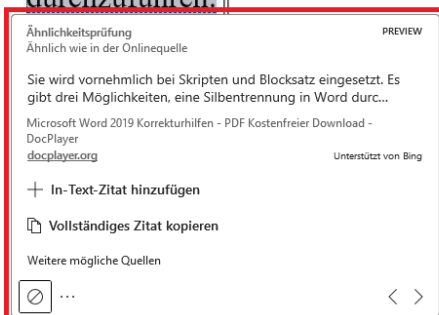 durchzuführen.
Ähnlichkeitsprüfung PREVIEW
Ähnlich wie in der Onlinequelle
Sie wird vornehmlich bei Skripten und Blocksatz eingesetzt. Es
gibt drei Möglichkeiten, eine Silbentrennung in Word durc...
Microsoft Word 2019 Korrekturhilfen - PDF Kostenfreier Download -
DocPlayer
docplayer.org Unterstützt von Bing
In-Text-Zitat hinzufügen
Vollständiges Zitat kopieren
Weitere mögliche Quellen
...